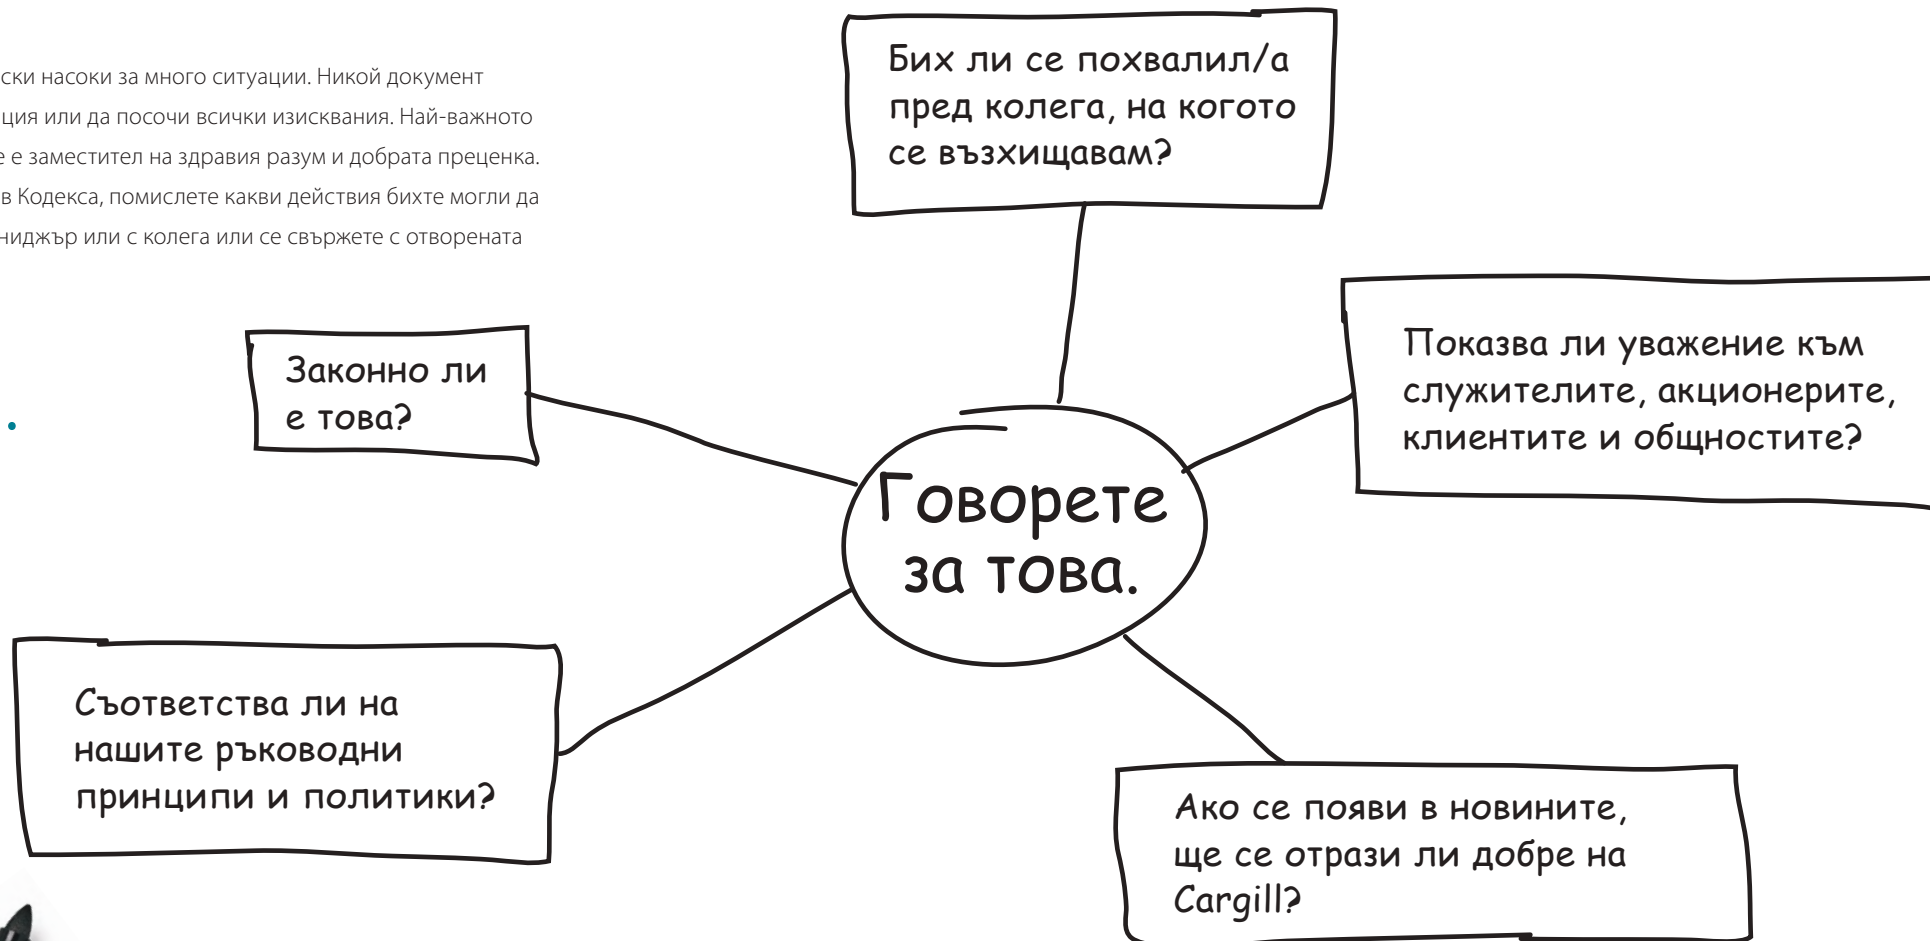 ски насоки за много ситуации. Никой документ
ция или да посочи всички изисквания. Най-важното
е е заместител на здравия разум и добрата преценка.
в Кодекса, помислете какви действия бихте могли да
ниджър или с колега или се свържете с отворената
Бих ли се похвалил/а
пред колега, на когото
се възхищавам?
Показва ли уважение към
служителите, акционерите,
клиентите и общностите?
Законно ли
е това?
Говорете
за това.
Съответства ли на
нашите ръководни
принципи и политики?
Ако се появи в новините,
ще се отрази ли добре на
Cargill?